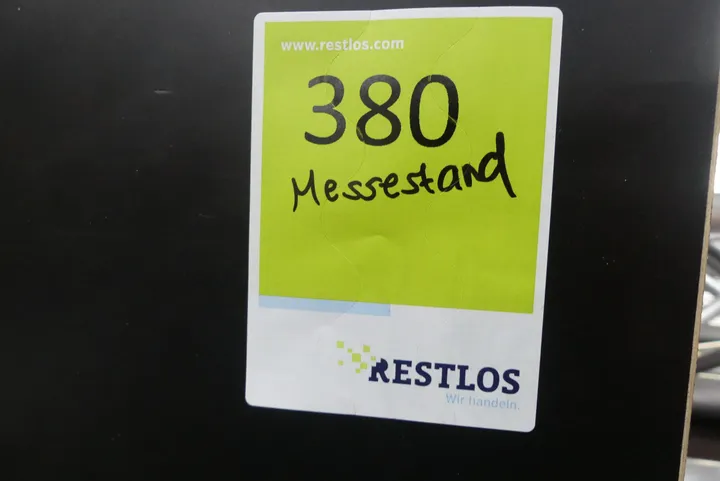 www.restlos.com
380
Messestand
RESTLOS
Wir handeln.